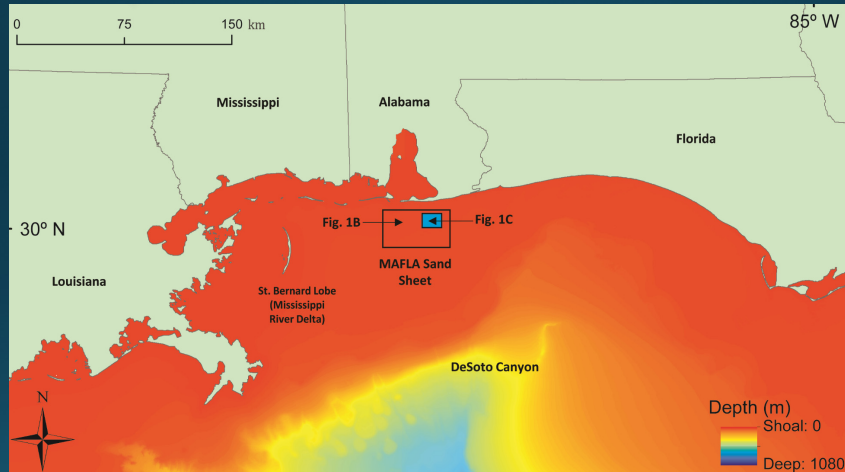 0 75 150 km
85º W
Mississippi
Alabama
Florida
30º N
Fig. 1B
Fig. 1C
MAFLA Sand
Sheet
Louisiana
St. Bernard Lobe
(Mississippi
River Delta)
DeSoto Canyon
N
Depth (m)
Shoal: 0
Deep: 1080